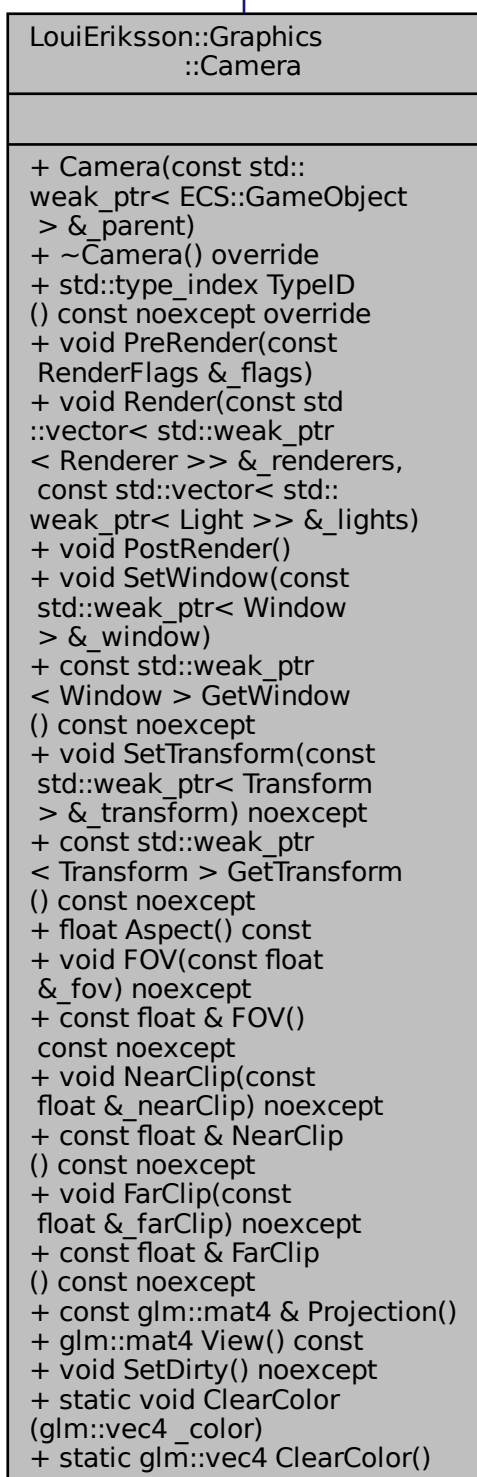 LouiEriksson::Graphics
::Camera
+ Camera(const std::
weak_ptr< ECS::GameObject
> &_parent)
+ ~Camera() override
+ std::type_index TypeID
() const noexcept override
+ void PreRender(const
RenderFlags &_flags)
+ void Render(const std
::vector< std::weak_ptr
< Renderer >> &_renderers,
const std::vector< std::
weak_ptr< Light >> &_lights)
+ void PostRender()
+ void SetWindow(const
std::weak_ptr< Window
> &_window)
+ const std::weak_ptr
< Window > GetWindow
() const noexcept
+ void SetTransform(const
std::weak_ptr< Transform
> &_transform) noexcept
+ const std::weak_ptr
< Transform > GetTransform
() const noexcept
+ float Aspect() const
+ void FOV(const float
&_fov) noexcept
+ const float & FOV()
const noexcept
+ void NearClip(const
float &_nearClip) noexcept
+ const float & NearClip
() const noexcept
+ void FarClip(const
float &_farClip) noexcept
+ const float & FarClip
() const noexcept
+ const glm::mat4 & Projection()
+ glm::mat4 View() const
+ void SetDirty() noexcept
+ static void ClearColor
(glm::vec4 _color)
+ static glm::vec4 ClearColor()